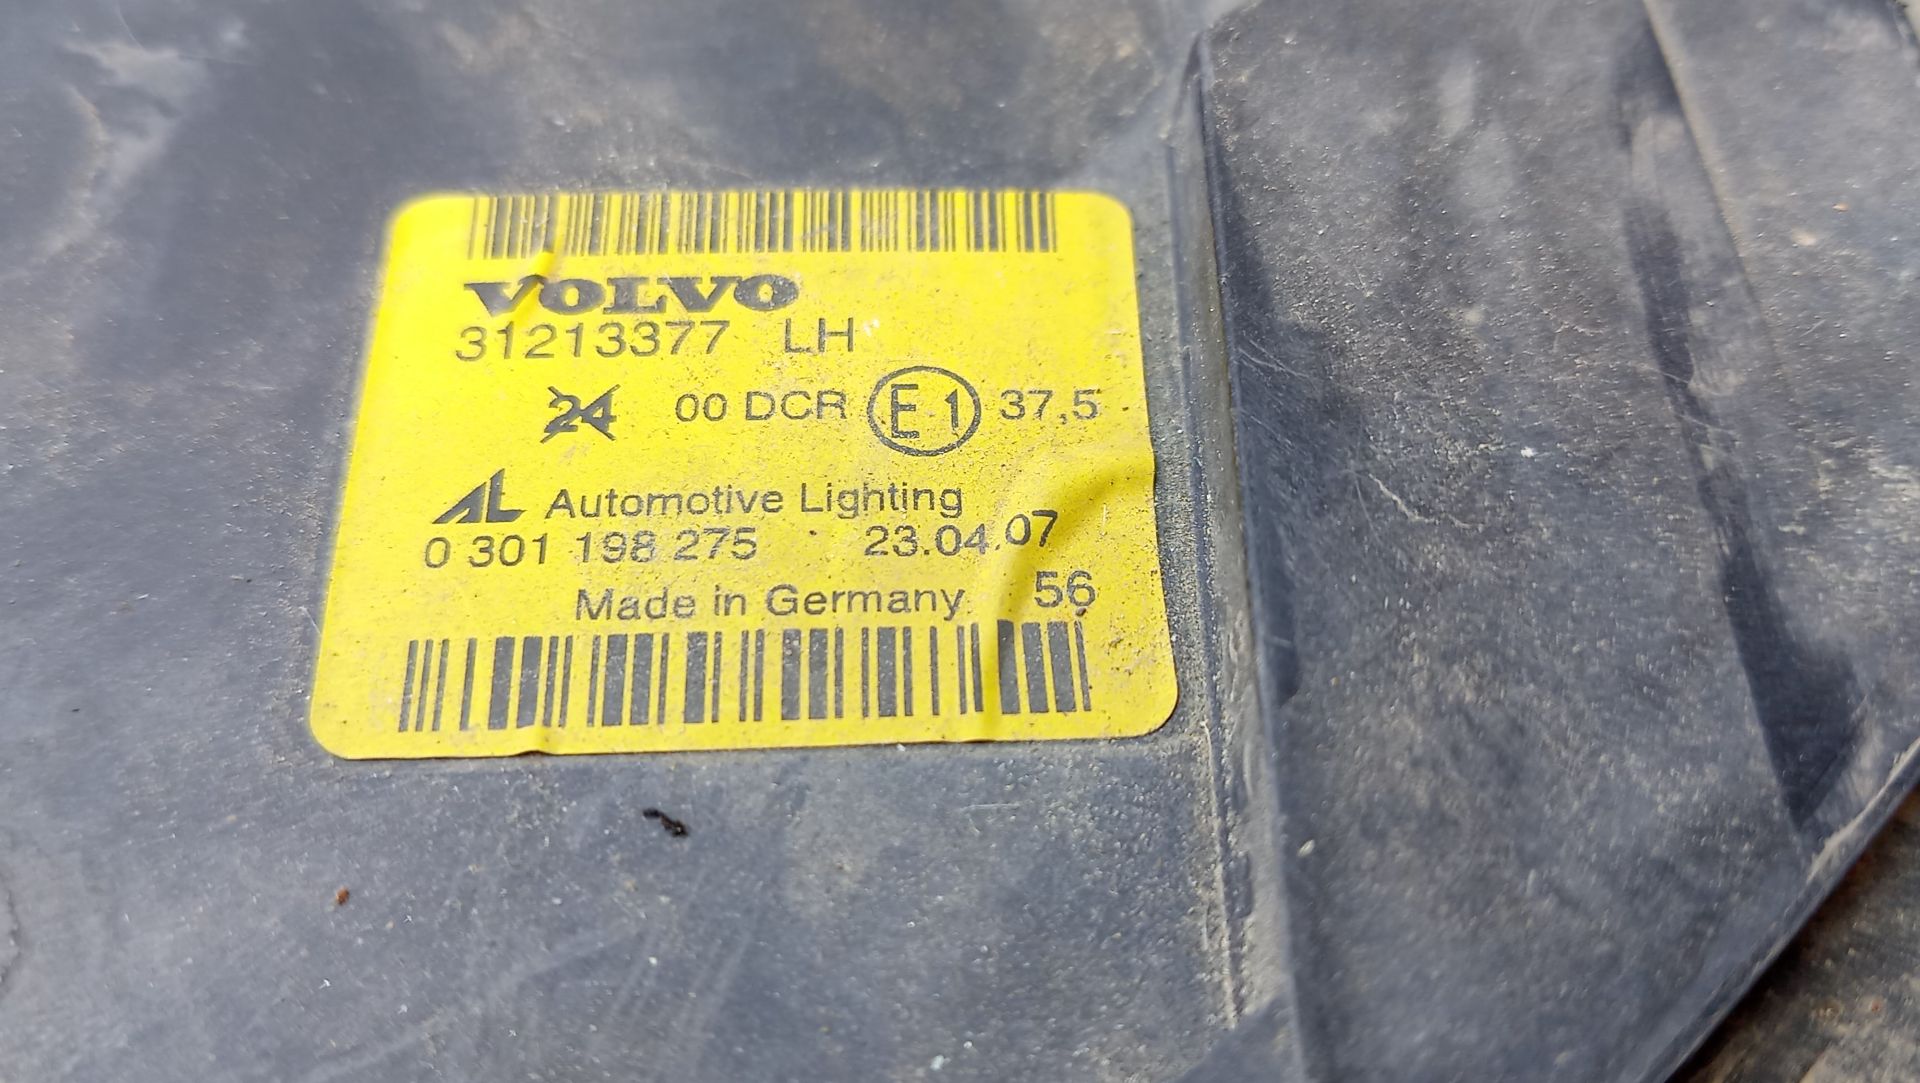 VOLVO
31213377 LH
24 00 DCR E1 37,5
AL Automotive Lighting
0 301 198 275 23.04.07
Made in Germany 56